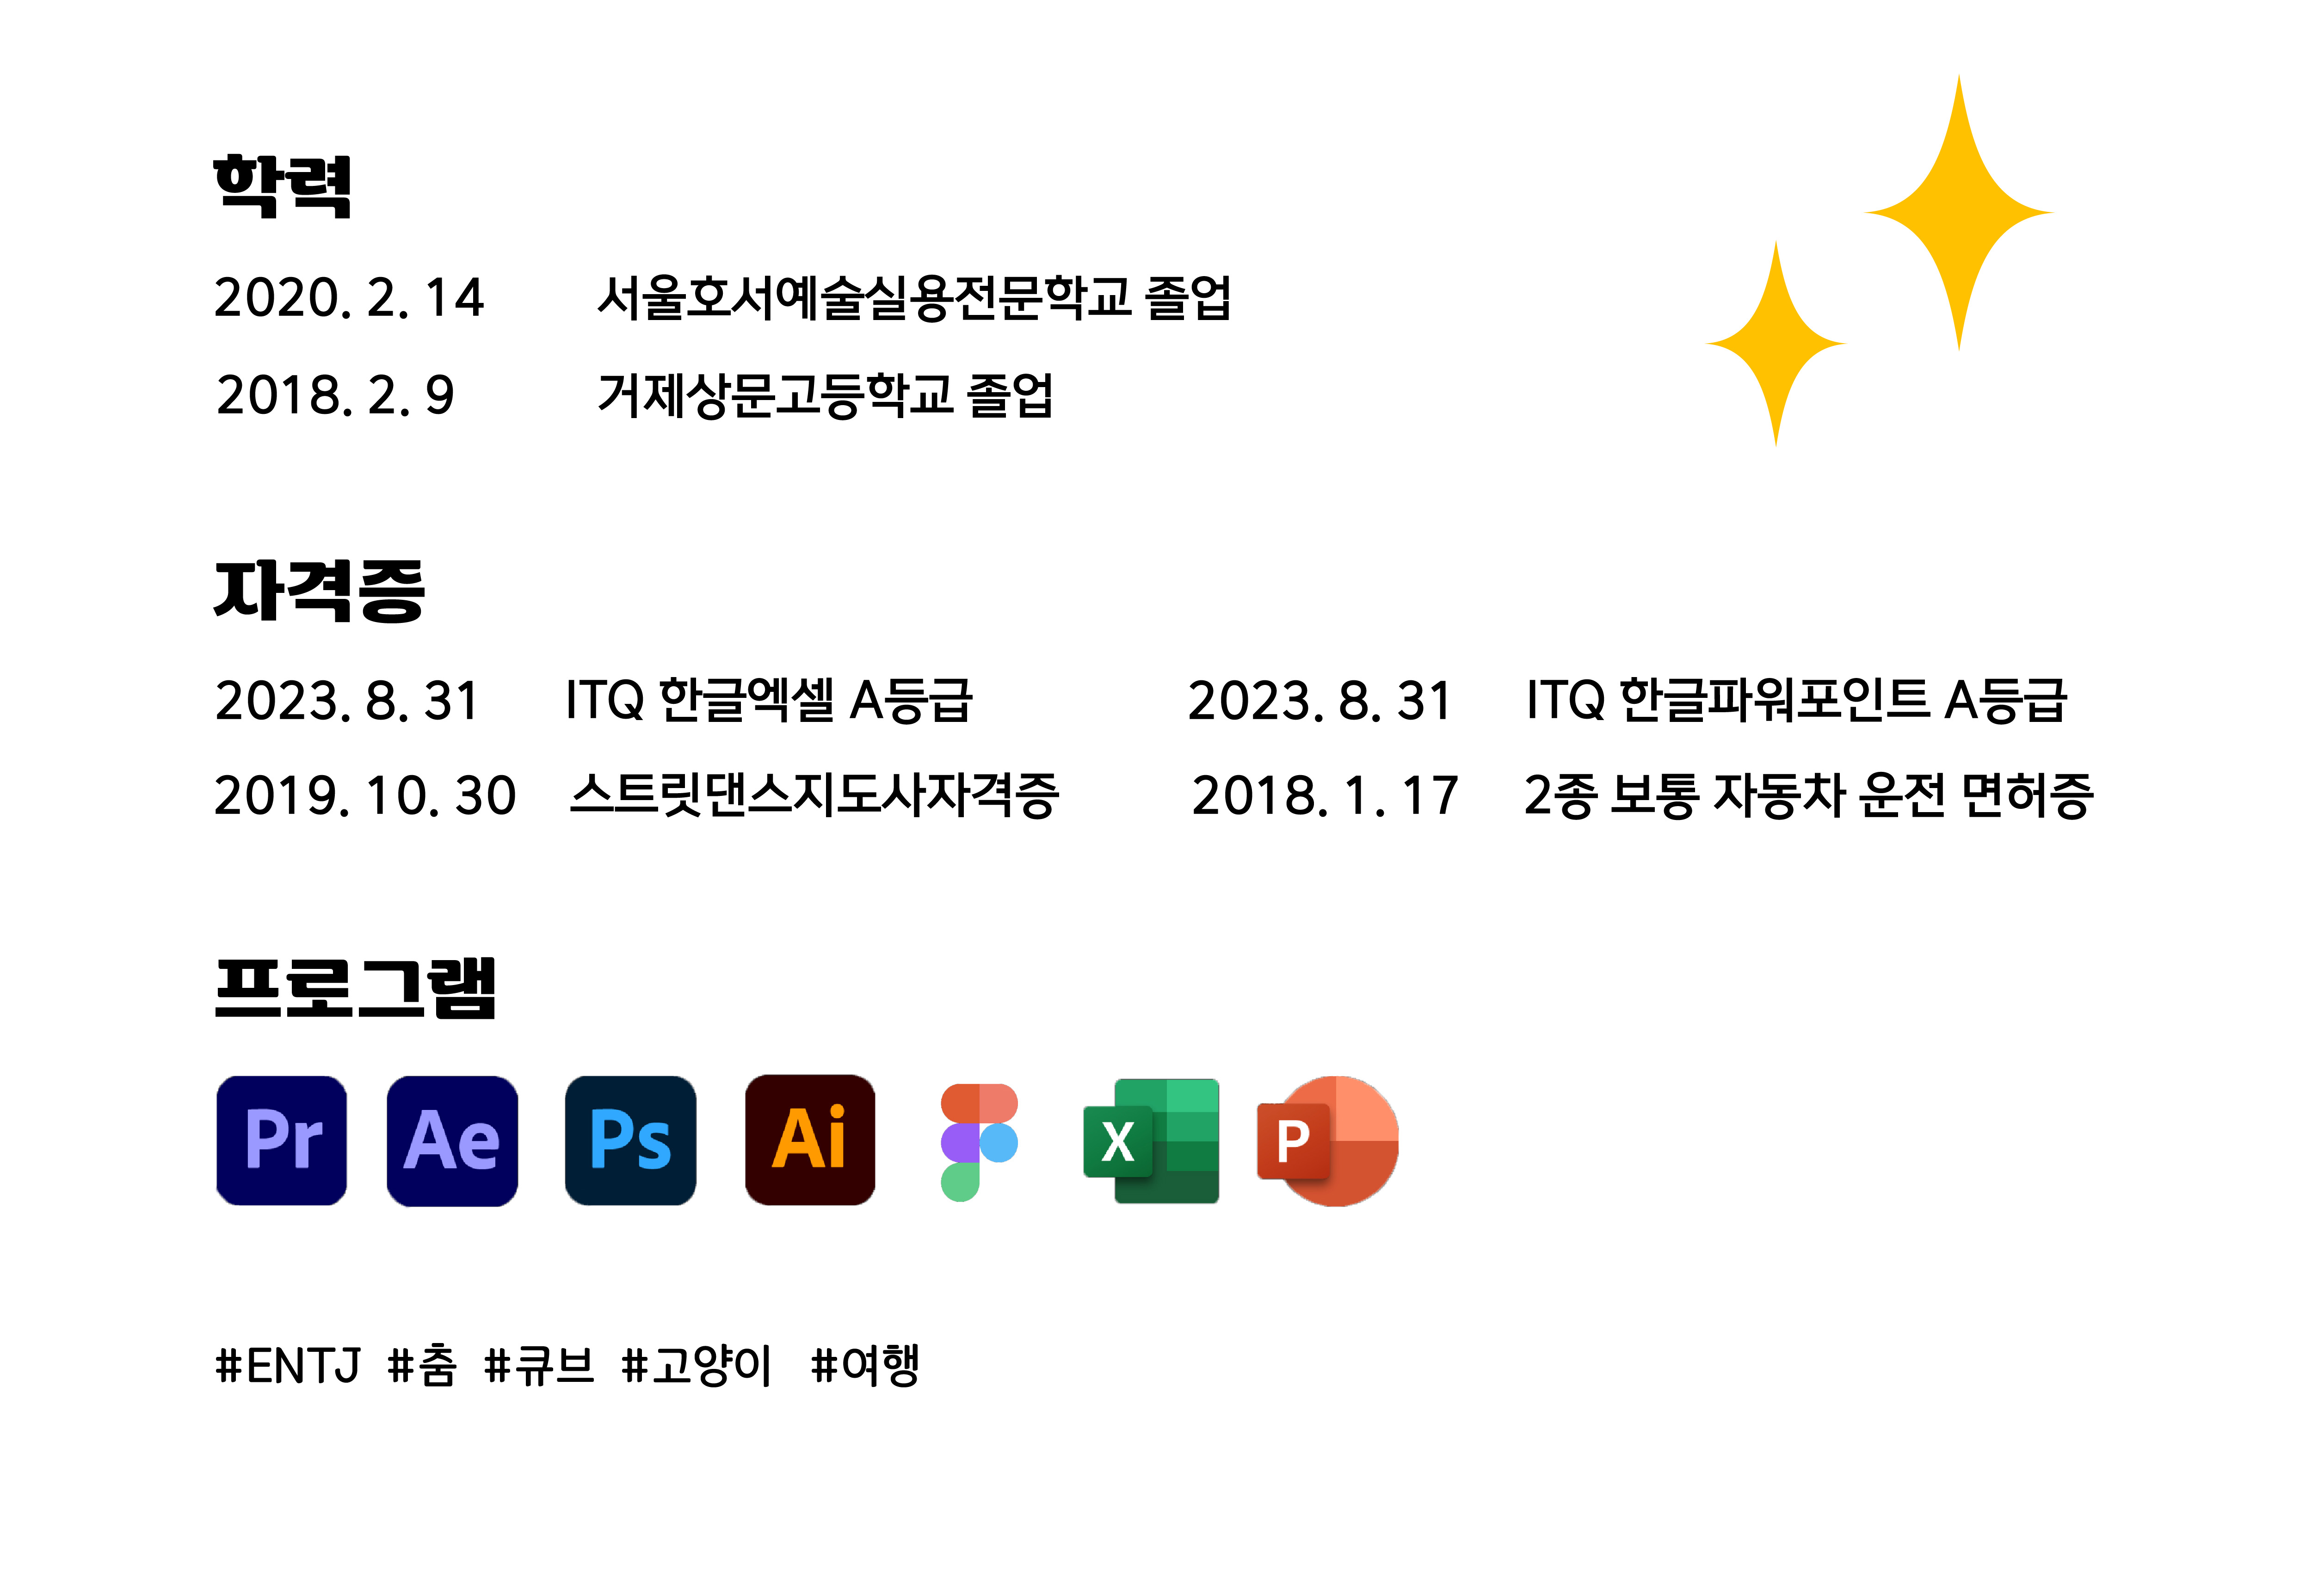 학력
2020. 2. 14 서울호서예술실용전문학교 졸업
2018. 2. 9 거제상문고등학교 졸업
자격증
2023. 8. 31 ITQ 한글엑셀 A등급 2023. 8. 31 ITQ 한글파워포인트 A등급
2019. 10. 30 스트릿댄스지도사자격증 2018. 1. 17 2종 보통 자동차 운전 면허증
프로그램
Pr Ae Ps Ai X P
#ENTJ #춤 #큐브 #고양이 #여행